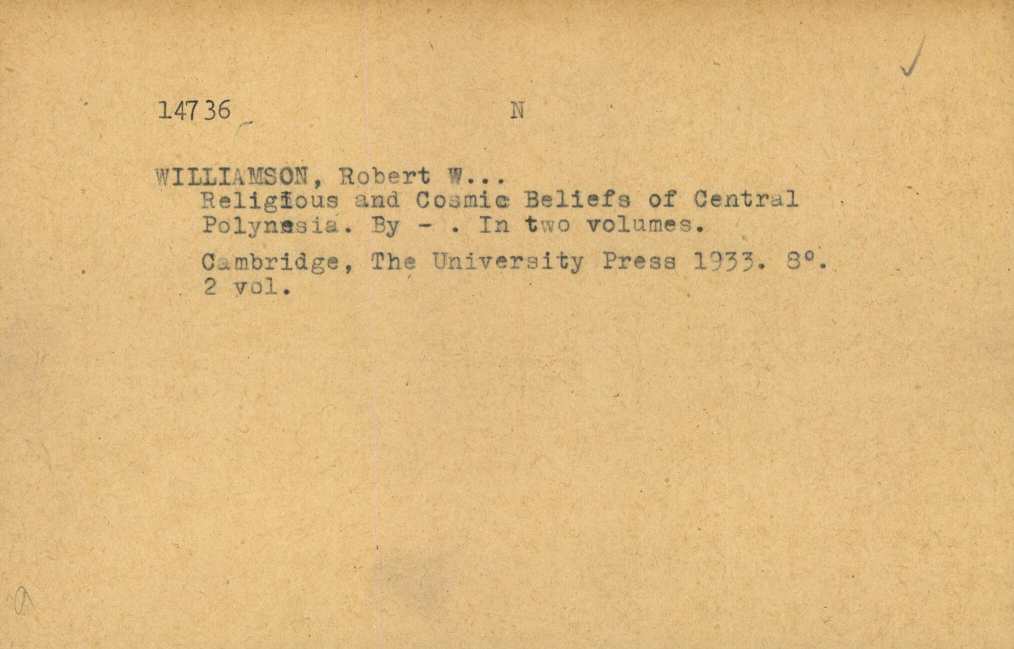 14736 N
WILLIAMSON, Robert W...
Religious and Cosmic Beliefs of Central
Polynesia. By - . In two volumes.
Cambridge, The University Press 1933. 8°.
2 vol.